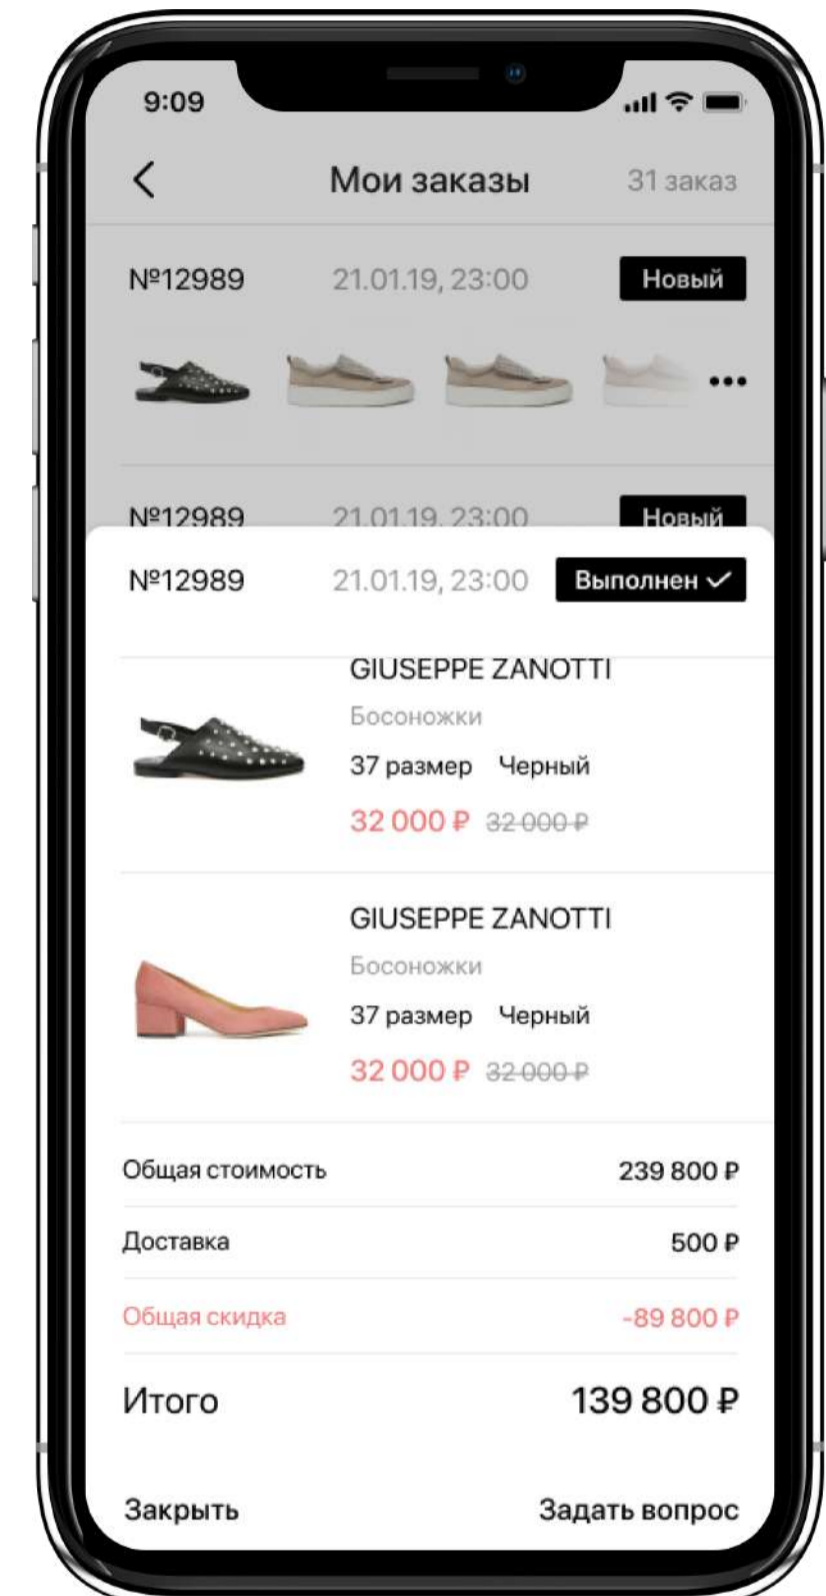 9:09
Мои заказы 31 заказ
№12989 21.01.19, 23:00 Новый
№12989 21.01.19, 23:00 Новый
№12989 21.01.19, 23:00 Выполнен
GIUSEPPE ZANOTTI
Босоножки
37 размер Черный
32 000 ₽ 32 000 ₽
GIUSEPPE ZANOTTI
Босоножки
37 размер Черный
32 000 ₽ 32 000 ₽
Общая стоимость 239 800 ₽
Доставка 500 ₽
Общая скидка -89 800 ₽
Итого 139 800 ₽
Закрыть Задать вопрос